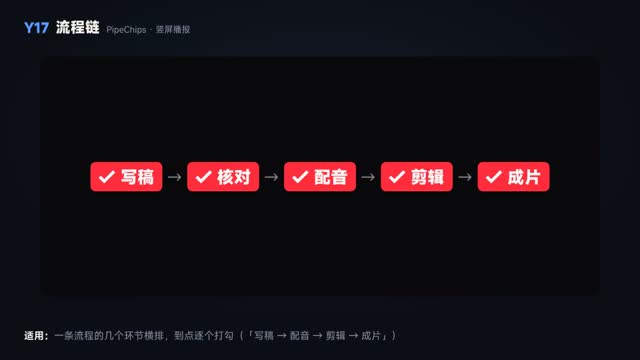 Y17 流程链 PipeChips · 竖屏播报
✓ 写稿 → ✓ 核对 → ✓ 配音 → ✓ 剪辑 → ✓ 成片
适用：一条流程的几个环节横排，到点逐个打勾（「写稿 → 配音 → 剪辑 → 成片」）